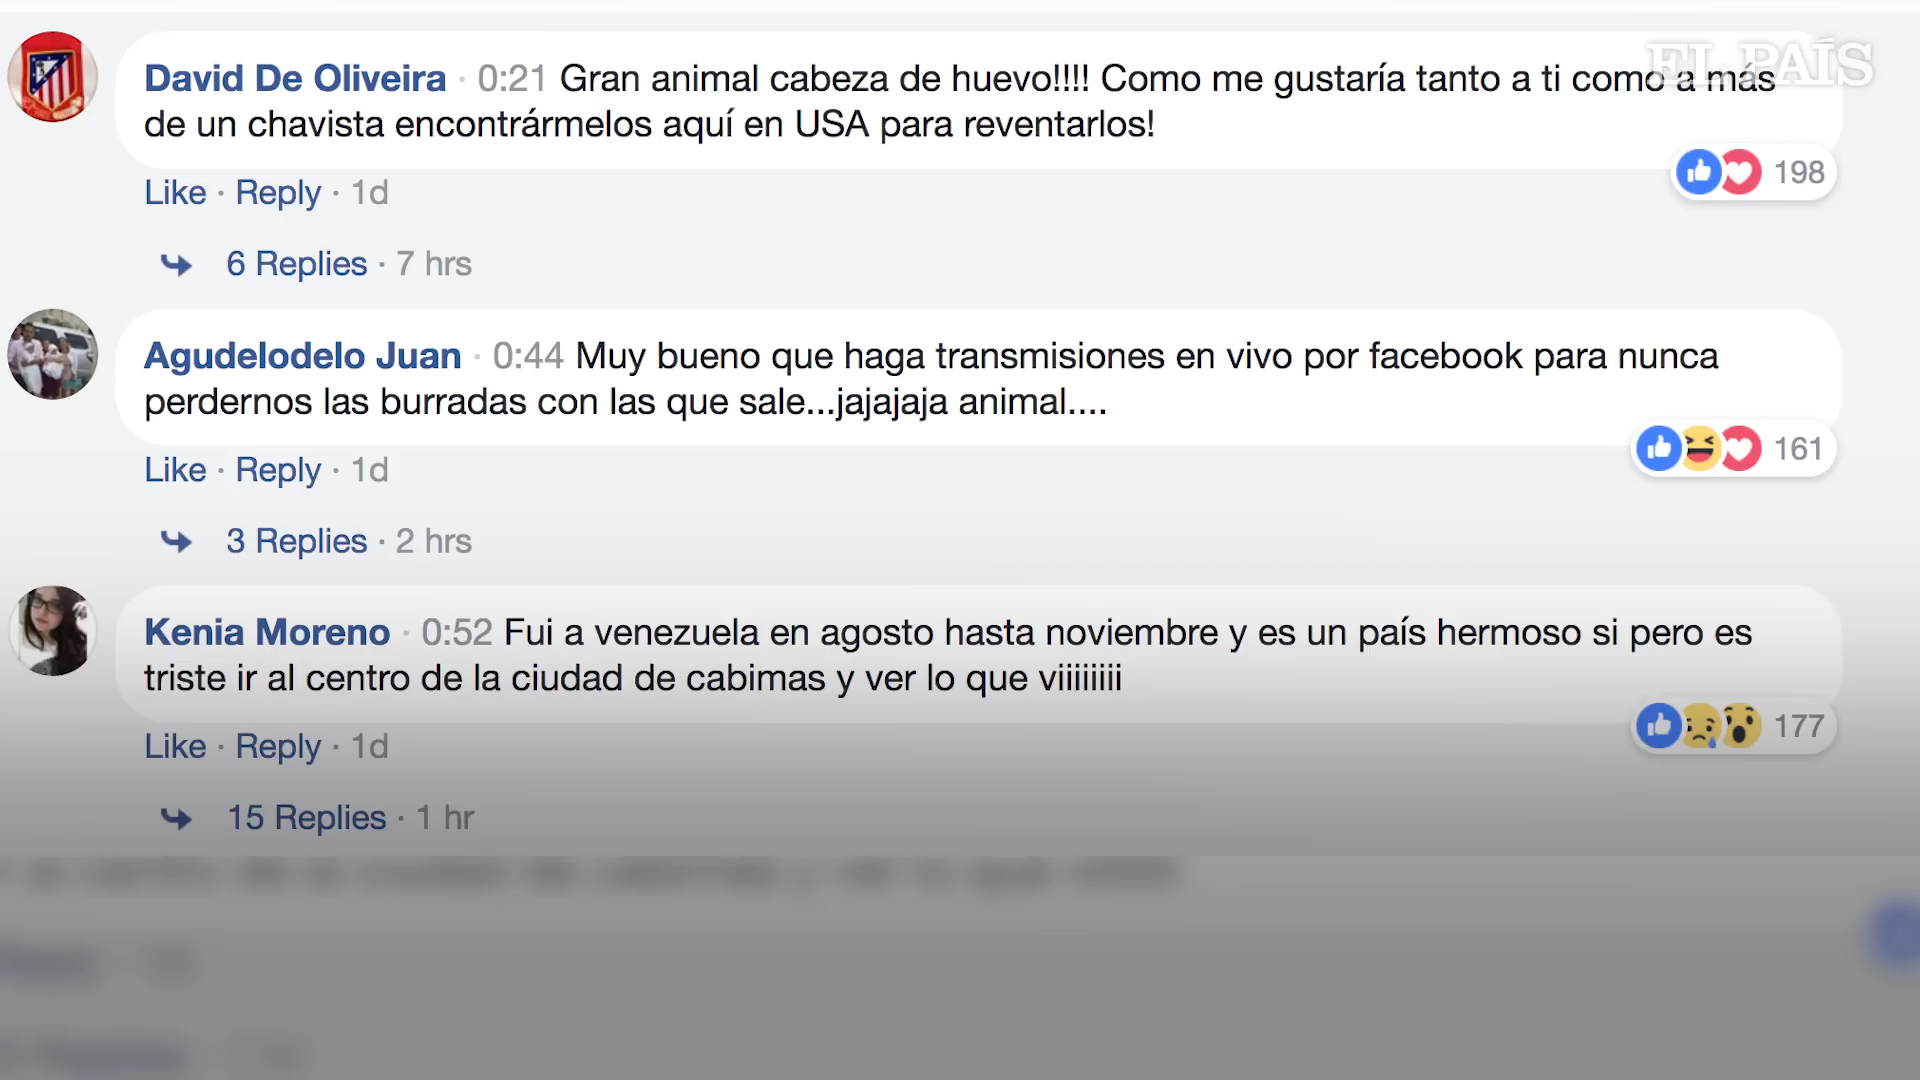 EL PAÍS
David De Oliveira · 0:21 Gran animal cabeza de huevo!!!! Como me gustaría tanto a ti como a más
de un chavista encontrármelos aquí en USA para reventarlos!
198
Like · Reply · 1d
6 Replies · 7 hrs
Agudelodelo Juan · 0:44 Muy bueno que haga transmisiones en vivo por facebook para nunca
perdernos las burradas con las que sale...jajajaja animal....
161
Like · Reply · 1d
3 Replies · 2 hrs
Kenia Moreno · 0:52 Fui a venezuela en agosto hasta noviembre y es un país hermoso si pero es
triste ir al centro de la ciudad de cabimas y ver lo que viiiiiiii
177
Like · Reply · 1d
15 Replies · 1 hr